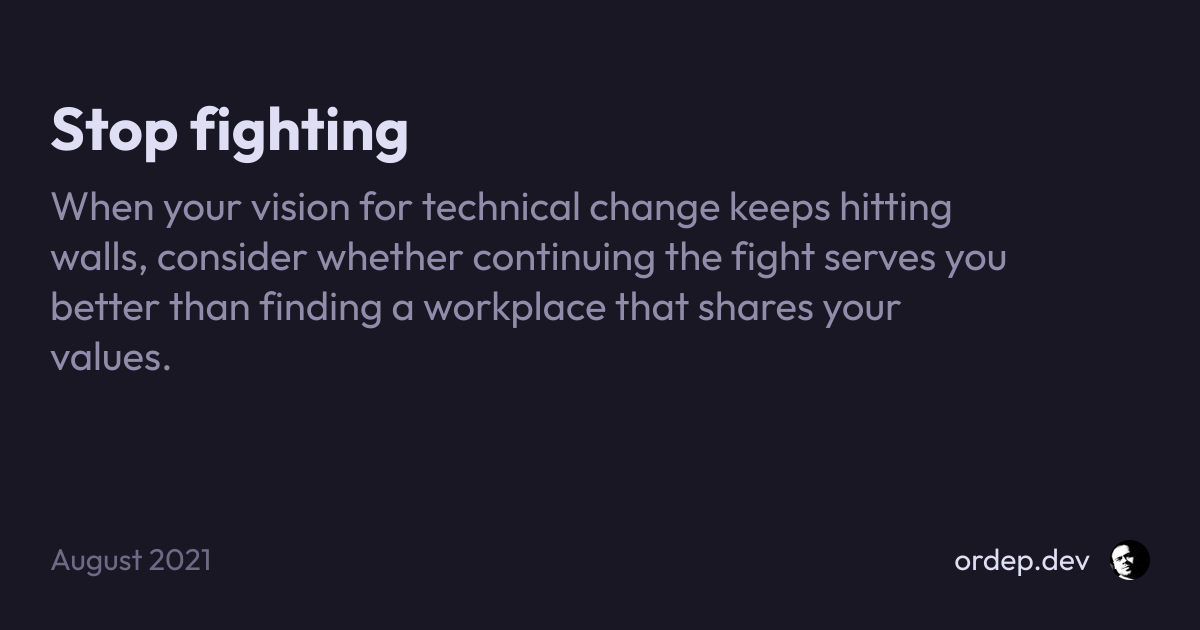 Stop fighting
When your vision for technical change keeps hitting
walls, consider whether continuing the fight serves you
better than finding a workplace that shares your
values.
August 2021
ordep.dev